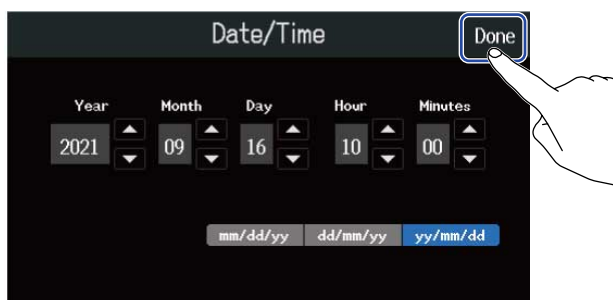 Date/Time Done
Year Month Day Hour Minutes
2021 09 16 10 00
mm/dd/yy dd/mm/yy yy/mm/dd